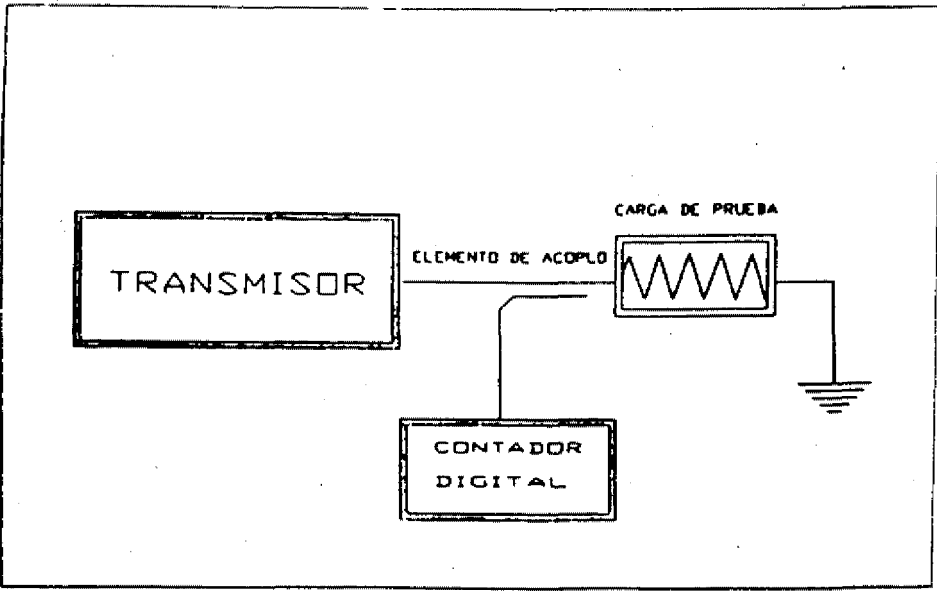 CARGA DE PRUEBA
ELEMENTO DE ACOPLO
TRANSMISOR
CONTADOR
DIGITAL